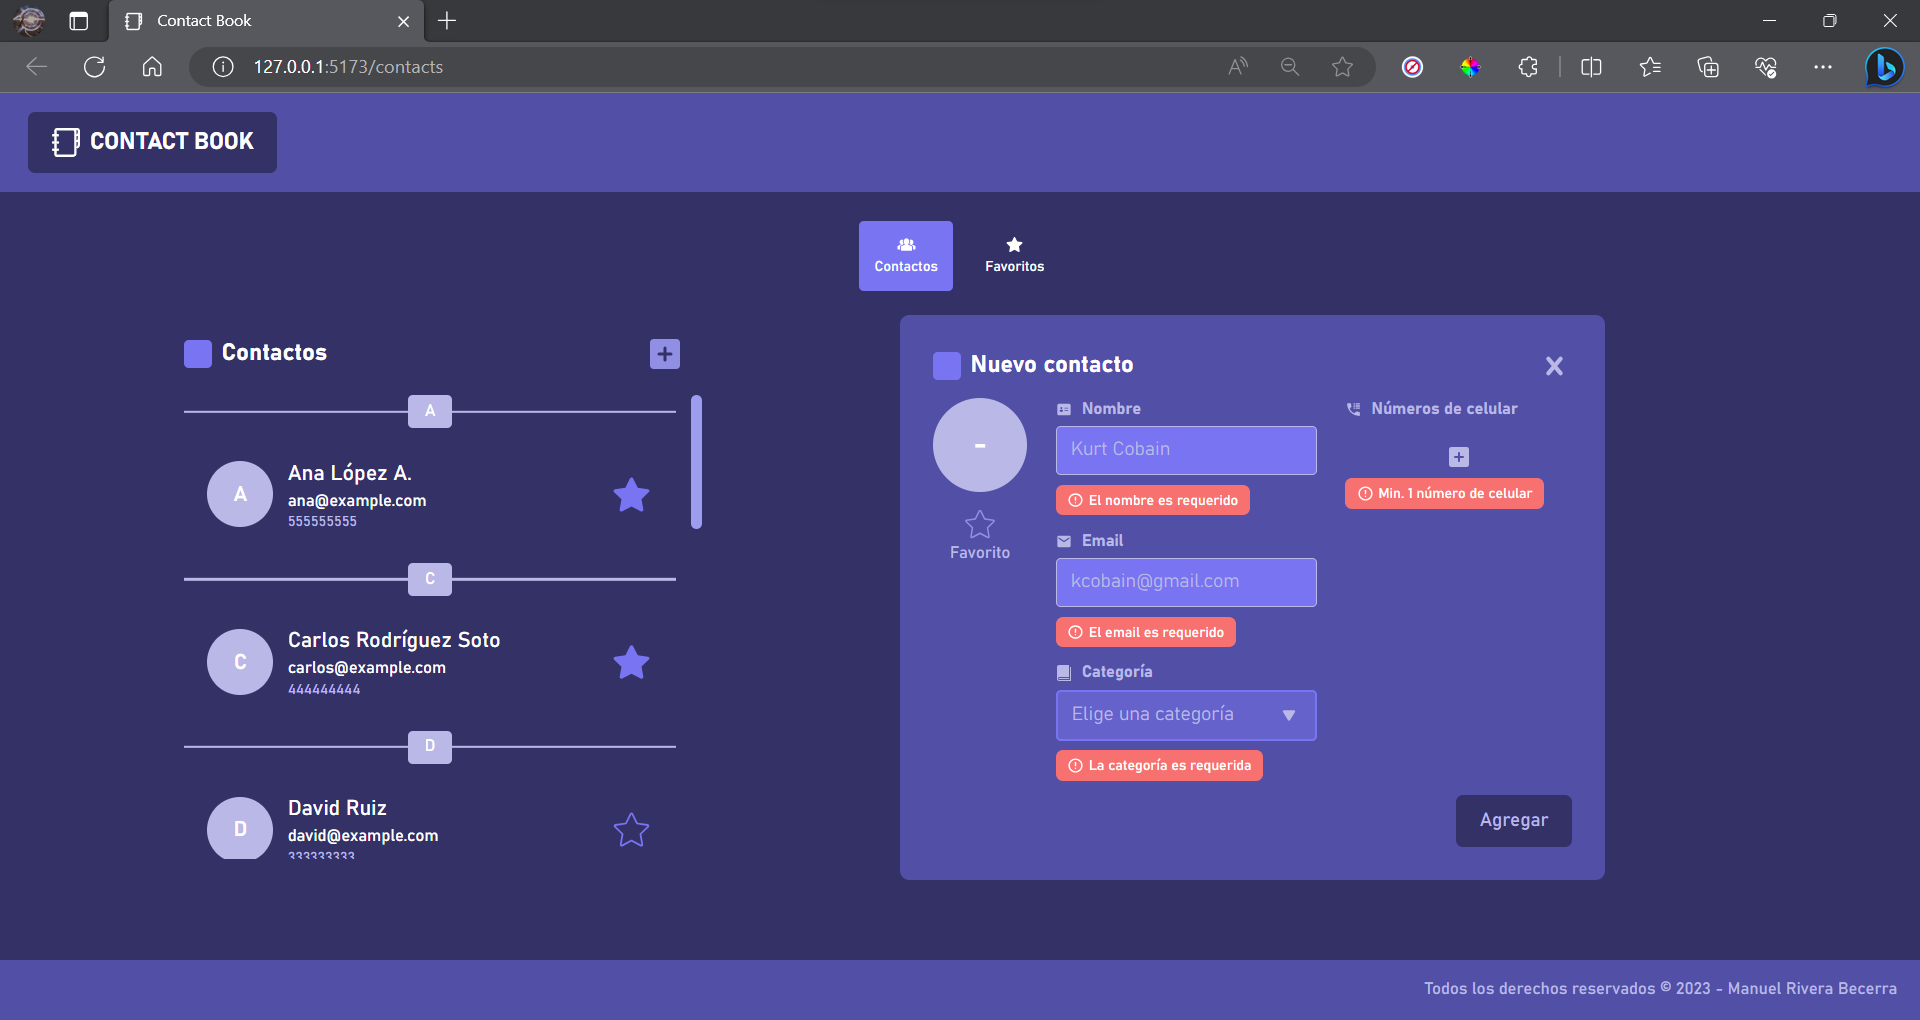 Contact Book
127.0.0.1:5173/contacts
CONTACT BOOK
Contactos
Favoritos
Contactos
A
A
Ana López A.
ana@example.com
555555555
C
C
Carlos Rodríguez Soto
carlos@example.com
444444444
D
D
David Ruiz
david@example.com
333333333
Nuevo contacto
-
Favorito
Nombre
Kurt Cobain
El nombre es requerido
Email
kcobain@gmail.com
El email es requerido
Categoría
Elige una categoría
La categoría es requerida
Números de celular
Min. 1 número de celular
Agregar
Todos los derechos reservados © 2023 - Manuel Rivera Becerra